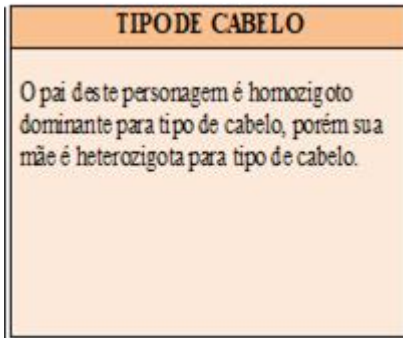 TIPO DE CABELO
O pai deste personagem é homozigoto
dominante para tipo de cabelo, porém sua
mãe é heterozigota para tipo de cabelo.